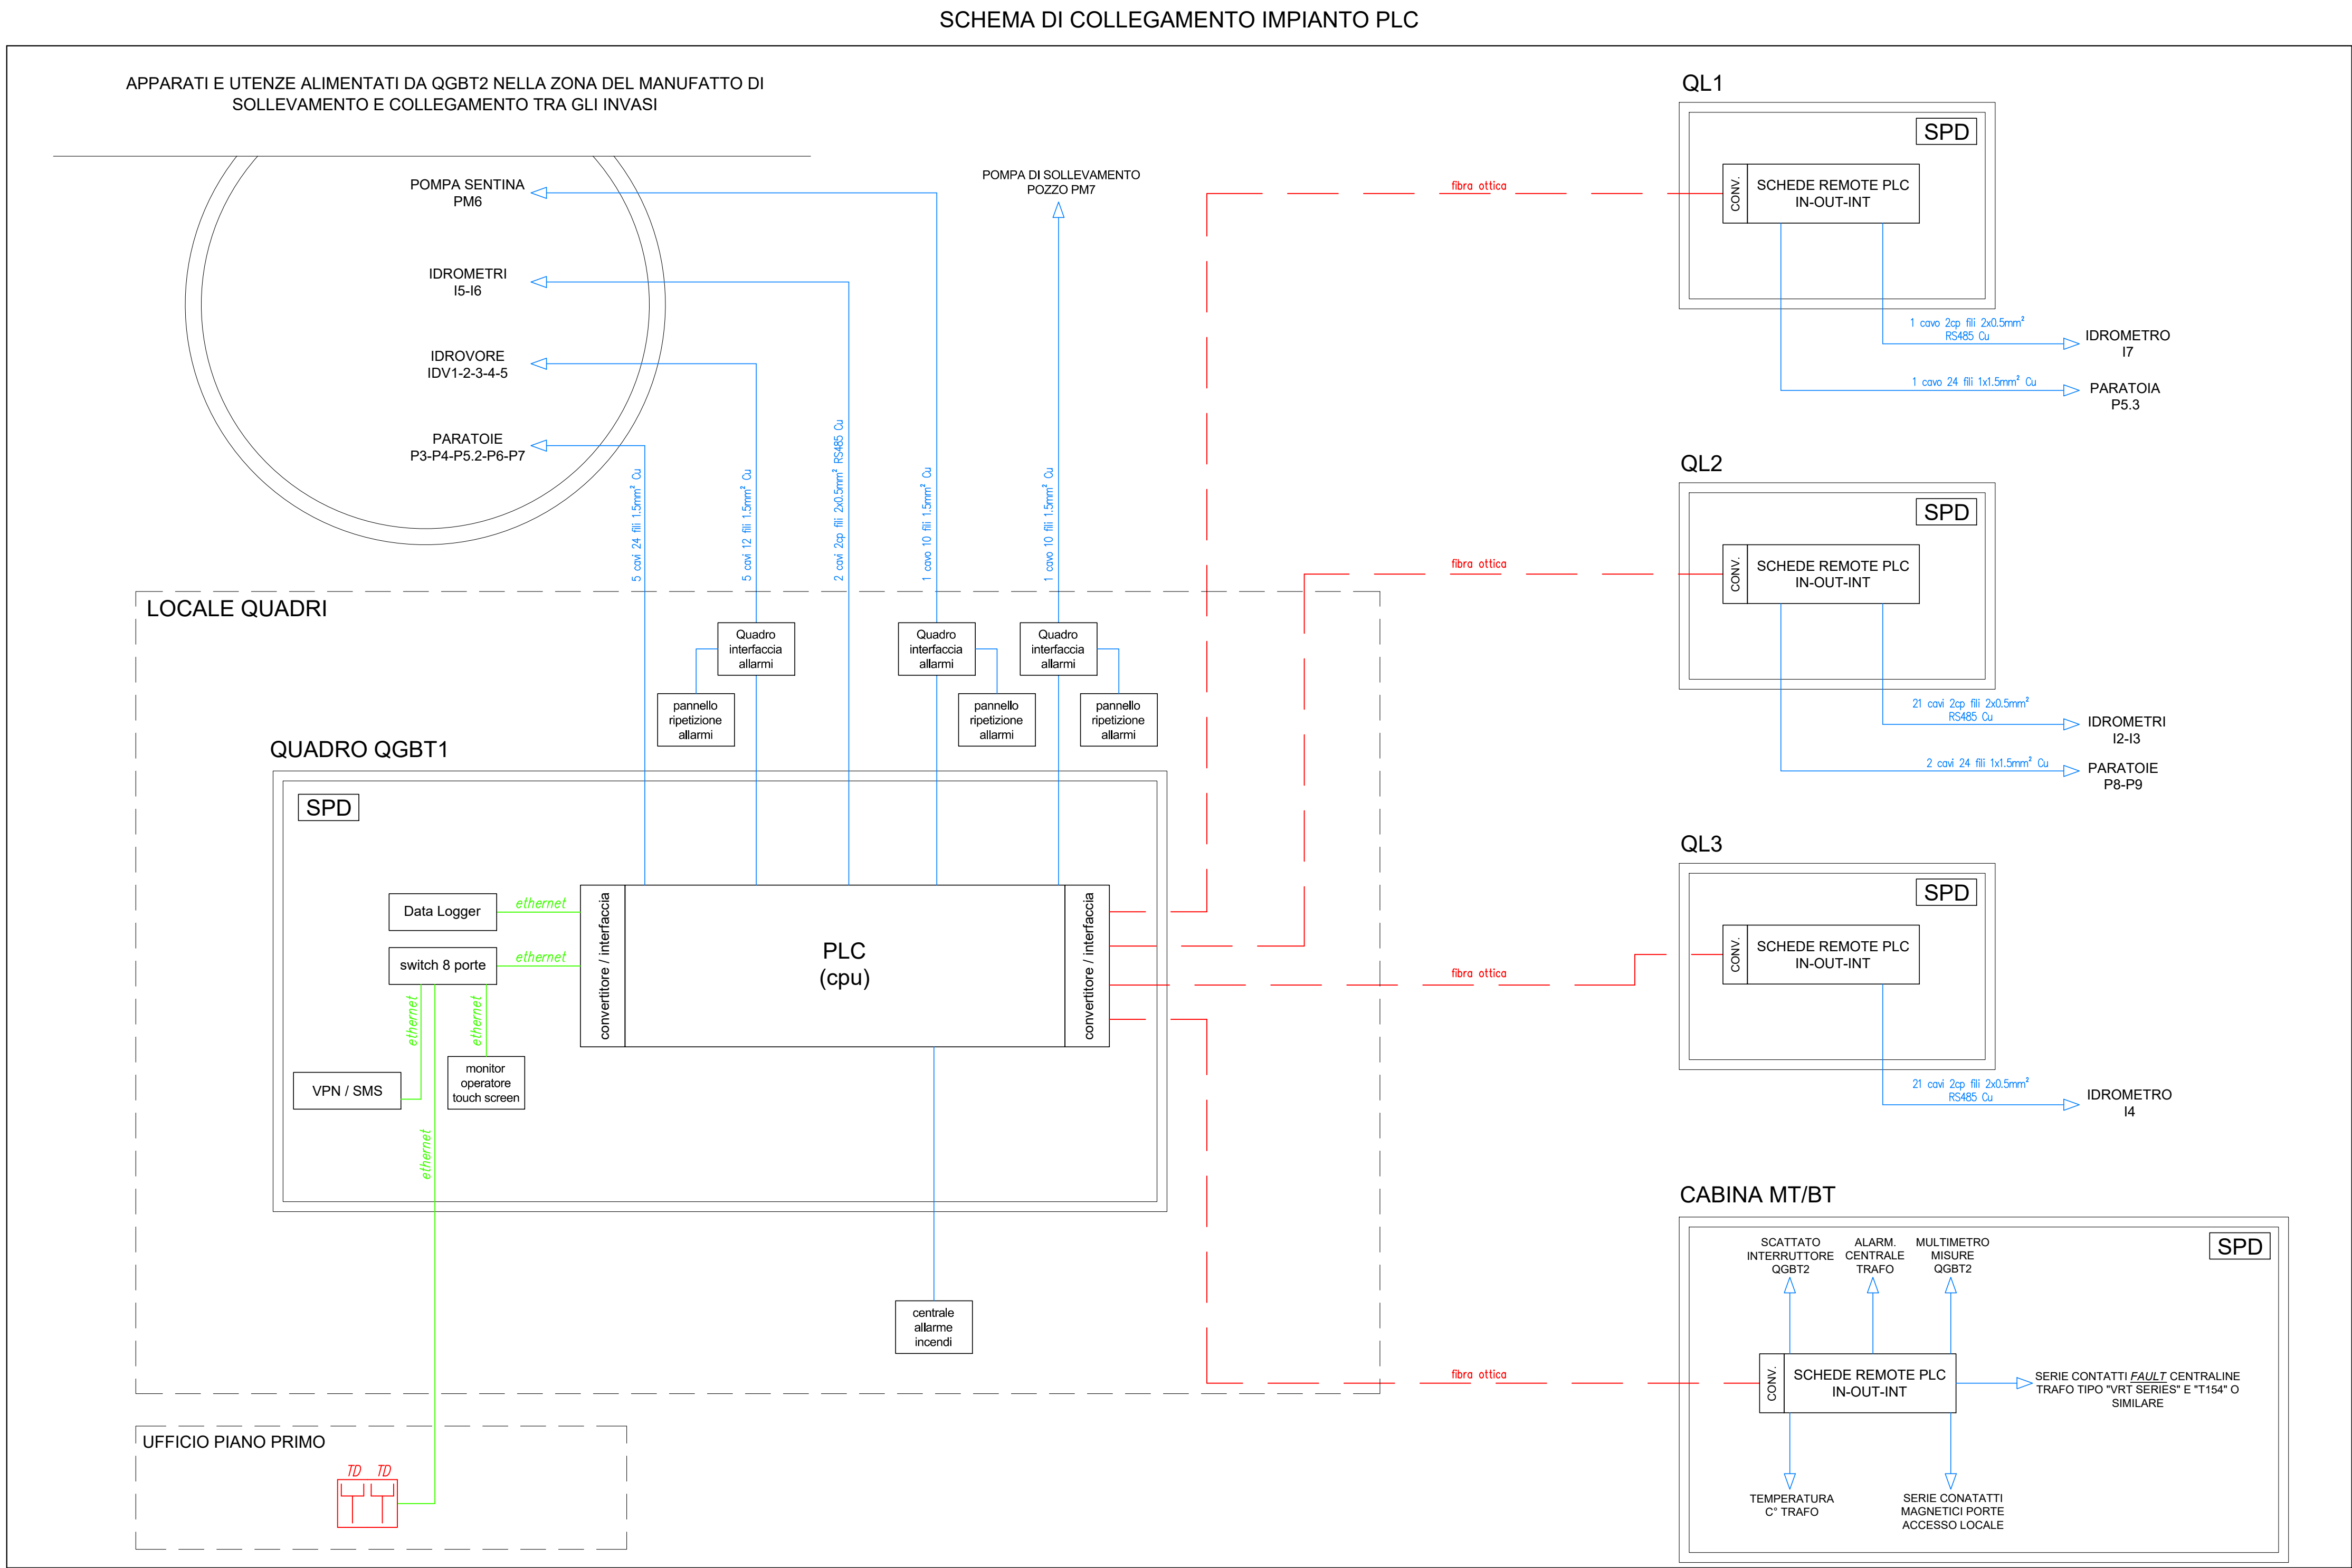 SCHEMA DI COLLEGAMENTO IMPIANTO PLC
APPARATI E UTENZE ALIMENTATI DA QGBT2 NELLA ZONA DEL MANUFATTO DI
SOLLEVAMENTO E COLLEGAMENTO TRA GLI INVASI
POMPA SENTINA
PM6
IDROMETRI
I5-I6
IDROVORE
IDV1-2-3-4-5
PARATOIE
P3-P4-P5.2-P6-P7
POMPA DI SOLLEVAMENTO
POZZO PM7
5 cavi 24 fili 1.5mm² Cu
5 cavi 12 fili 1.5mm² Cu
2 cavi 2cp fili 2x0.5mm² RS485 Cu
1 cavo 10 fili 1.5mm² Cu
1 cavo 10 fili 1.5mm² Cu
LOCALE QUADRI
Quadro
interfaccia
allarmi
pannello
ripetizione
allarmi
Quadro
interfaccia
allarmi
pannello
ripetizione
allarmi
Quadro
interfaccia
allarmi
pannello
ripetizione
allarmi
QUADRO QGBT1
SPD
Data Logger
ethernet
switch 8 porte
ethernet
ethernet
ethernet
VPN / SMS
monitor
operatore
touch screen
ethernet
convertitore / interfaccia
PLC
(cpu)
convertitore / interfaccia
centrale
allarme
incendi
UFFICIO PIANO PRIMO
TD TD
fibra ottica
fibra ottica
fibra ottica
fibra ottica
QL1
SPD
CONV.
SCHEDE REMOTE PLC
IN-OUT-INT
1 cavo 2cp fili 2x0.5mm²
RS485 Cu
IDROMETRO
I7
1 cavo 24 fili 1x1.5mm² Cu
PARATOIA
P5.3
QL2
SPD
CONV.
SCHEDE REMOTE PLC
IN-OUT-INT
21 cavi 2cp fili 2x0.5mm²
RS485 Cu
IDROMETRI
I2-I3
2 cavi 24 fili 1x1.5mm² Cu
PARATOIE
P8-P9
QL3
SPD
CONV.
SCHEDE REMOTE PLC
IN-OUT-INT
21 cavi 2cp fili 2x0.5mm²
RS485 Cu
IDROMETRO
I4
CABINA MT/BT
SPD
SCATTATO
INTERRUTTORE
QGBT2
ALARM.
CENTRALE
TRAFO
MULTIMETRO
MISURE
QGBT2
CONV.
SCHEDE REMOTE PLC
IN-OUT-INT
SERIE CONTATTI FAULT CENTRALINE
TRAFO TIPO "VRT SERIES" E "T154" O
SIMILARE
TEMPERATURA
C° TRAFO
SERIE CONATATTI
MAGNETICI PORTE
ACCESSO LOCALE